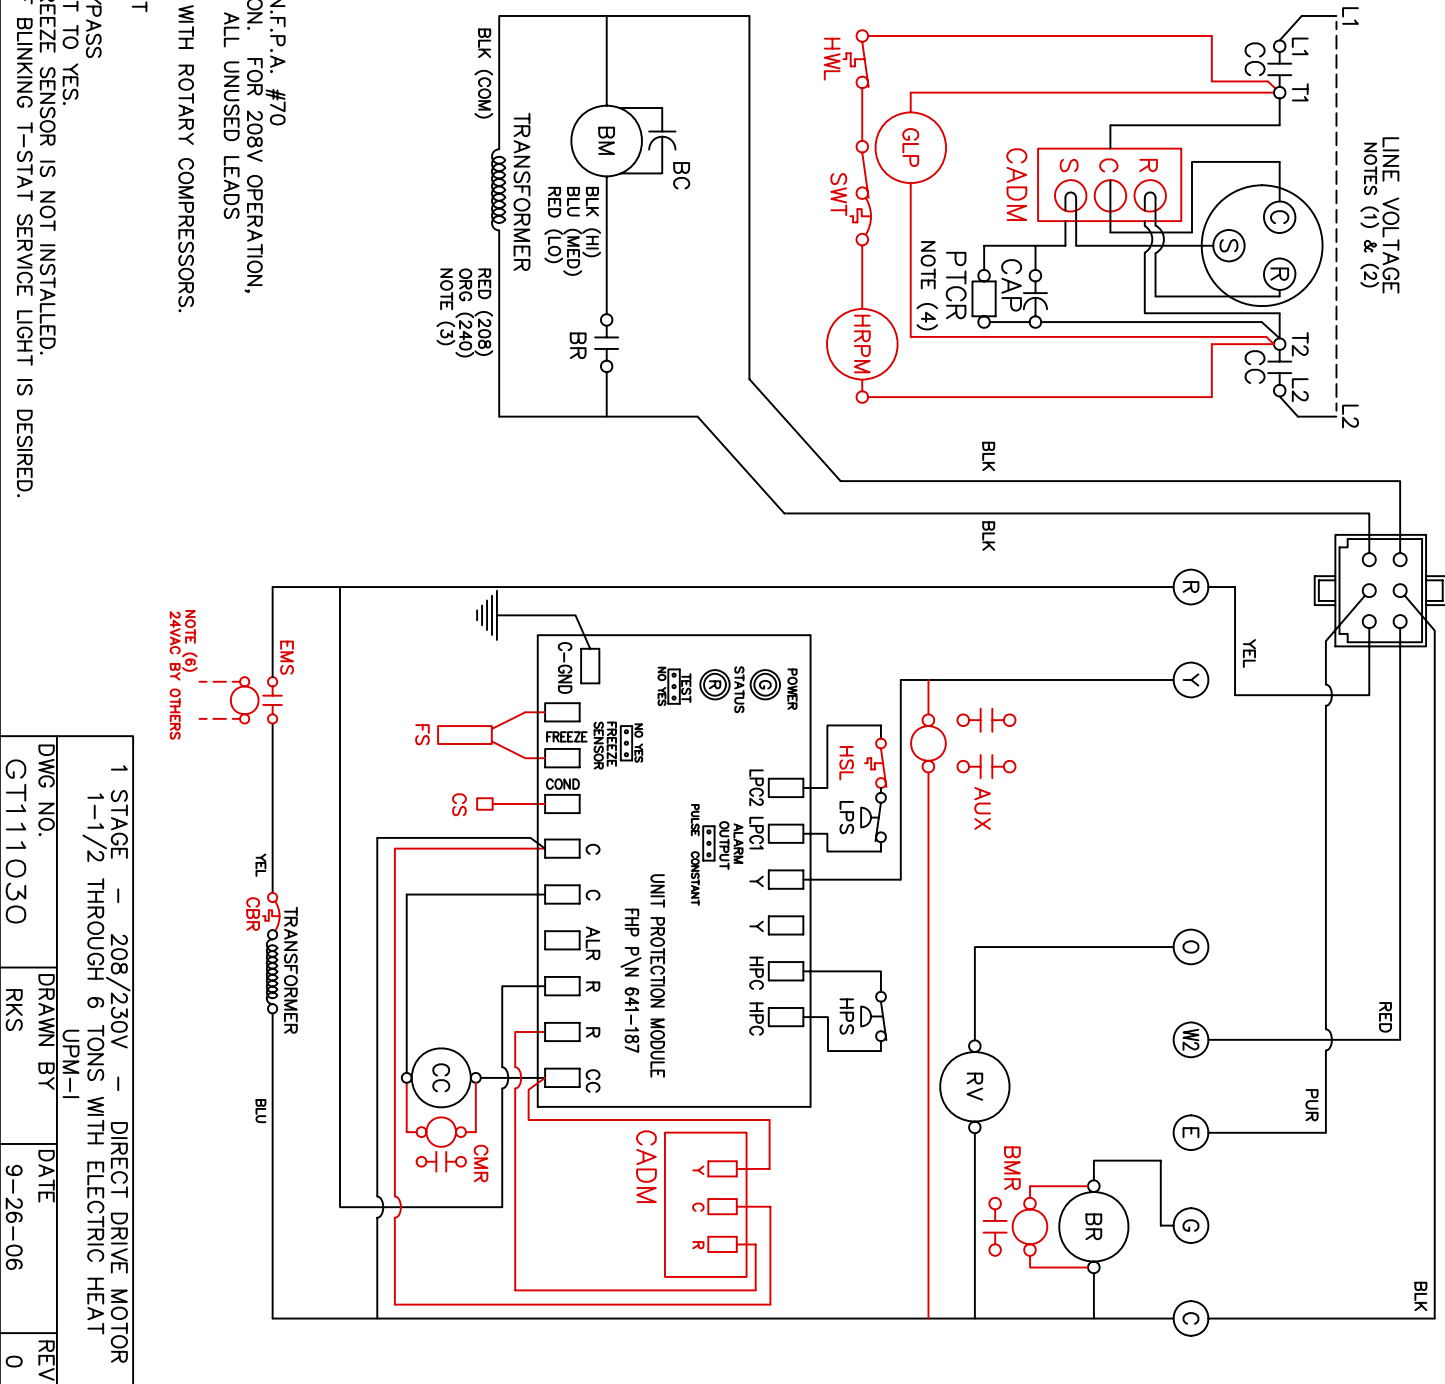 L1
L2
LINE VOLTAGE
NOTES (1) & (2)
L1
CC
T1
T2
CC
L2
C
S
R
R
C
S
CADM
CAP
PTCR
NOTE (4)
GLP
HWL
SWT
HRPM
BC
BM
BLK (HI)
BLU (MED)
RED (LO)
BR
TRANSFORMER
BLK (COM)
RED (208)
ORG (240)
NOTE (3)
BLK
BLK
N.F.P.A. #70
ON. FOR 208V OPERATION,
ALL UNUSED LEADS
WITH ROTARY COMPRESSORS.
T
YPASS
T TO YES.
REEZE SENSOR IS NOT INSTALLED.
F BLINKING T-STAT SERVICE LIGHT IS DESIRED.
YEL
RED
PUR
BLK
R
Y
O
W2
E
G
C
AUX
RV
BMR
BR
HSL
LPS
HPS
POWER
G
STATUS
R
TEST
NO YES
C-GND
LPC2
LPC1
Y
Y
HPC
HPC
ALARM
OUTPUT
PULSE CONSTANT
UNIT PROTECTION MODULE
FHP P\N 641-187
NO YES
FREEZE
SENSOR
FREEZE
COND
C
C
ALR
R
R
CC
FS
CS
CC
CMR
CADM
Y
C
R
EMS
NOTE (6)
24VAC BY OTHERS
YEL
CBR
TRANSFORMER
BLU
1 STAGE - 208/230V - DIRECT DRIVE MOTOR
1-1/2 THROUGH 6 TONS WITH ELECTRIC HEAT
UPM-I
DWG NO.
GT111030
DRAWN BY
RKS
DATE
9-26-06
REV
0